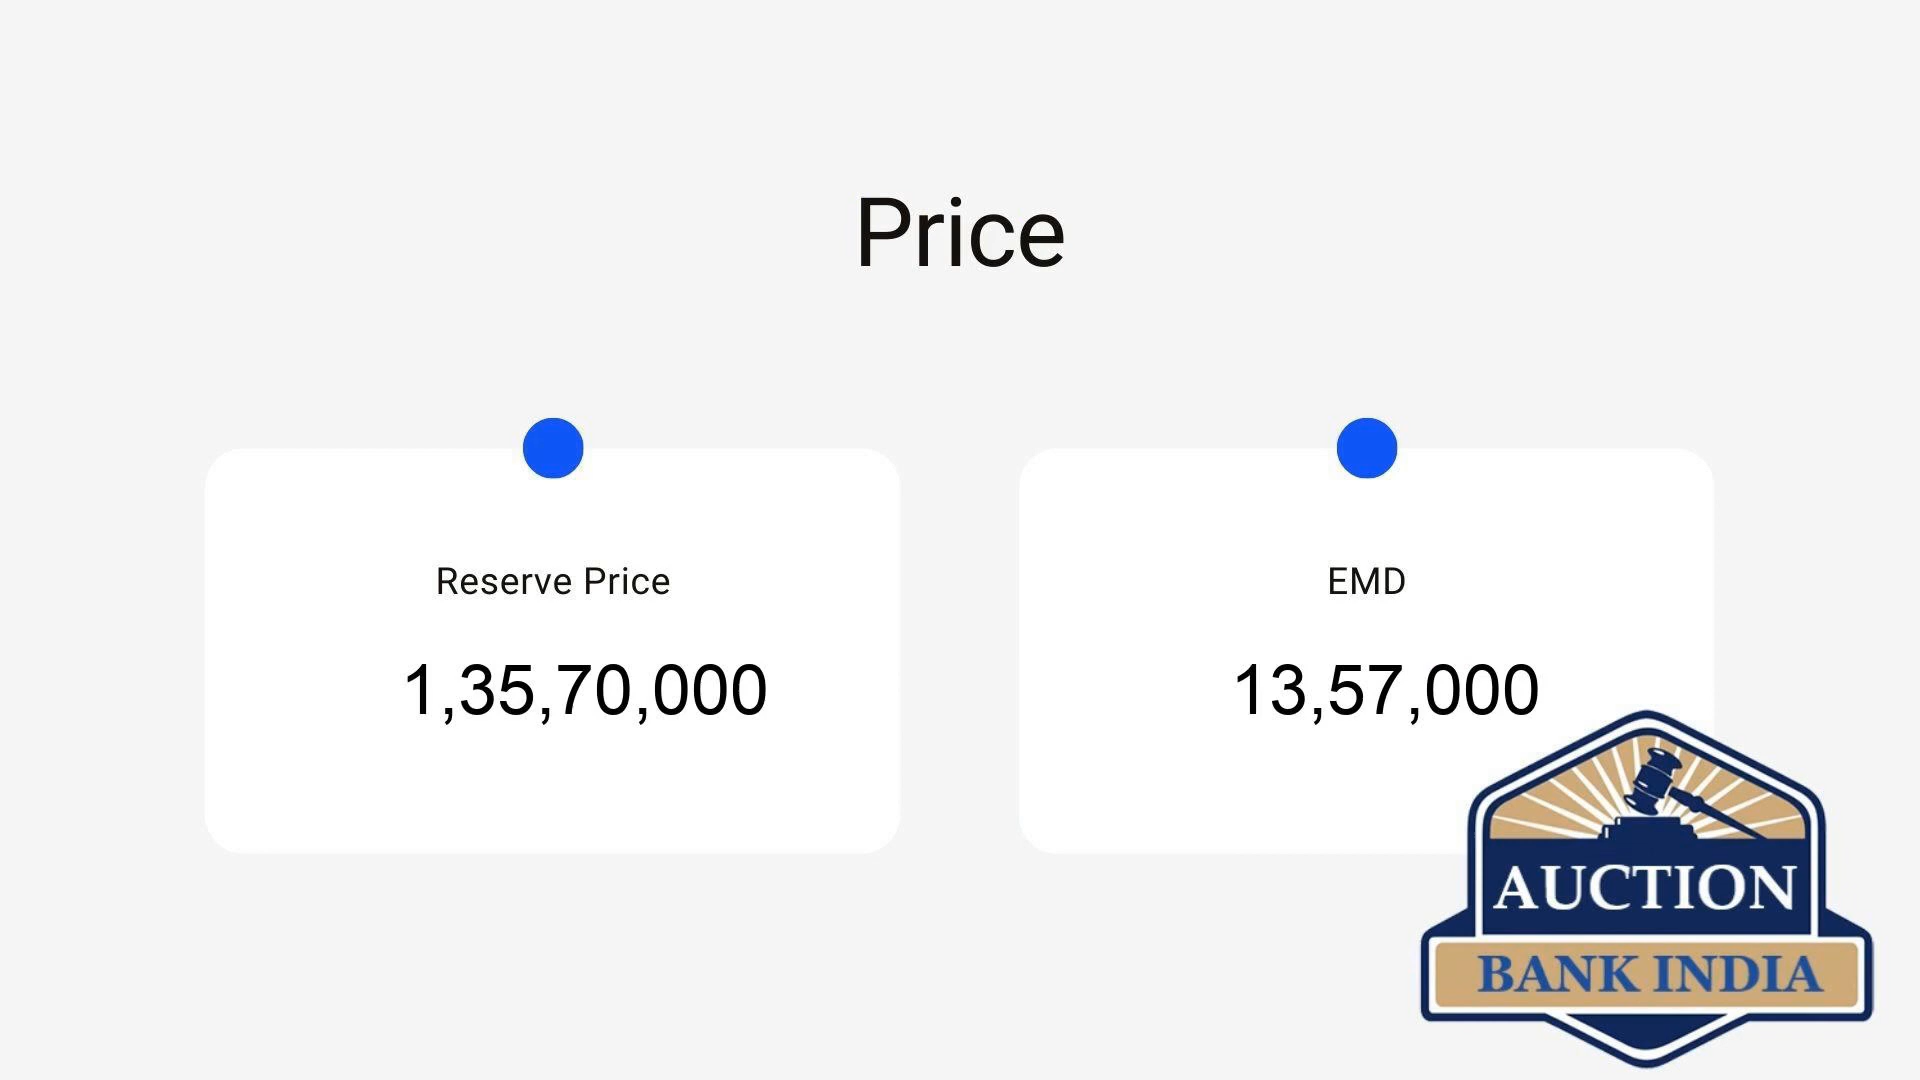 Price
Reserve Price
1,35,70,000
EMD
13,57,000
AUCTION
BANK INDIA